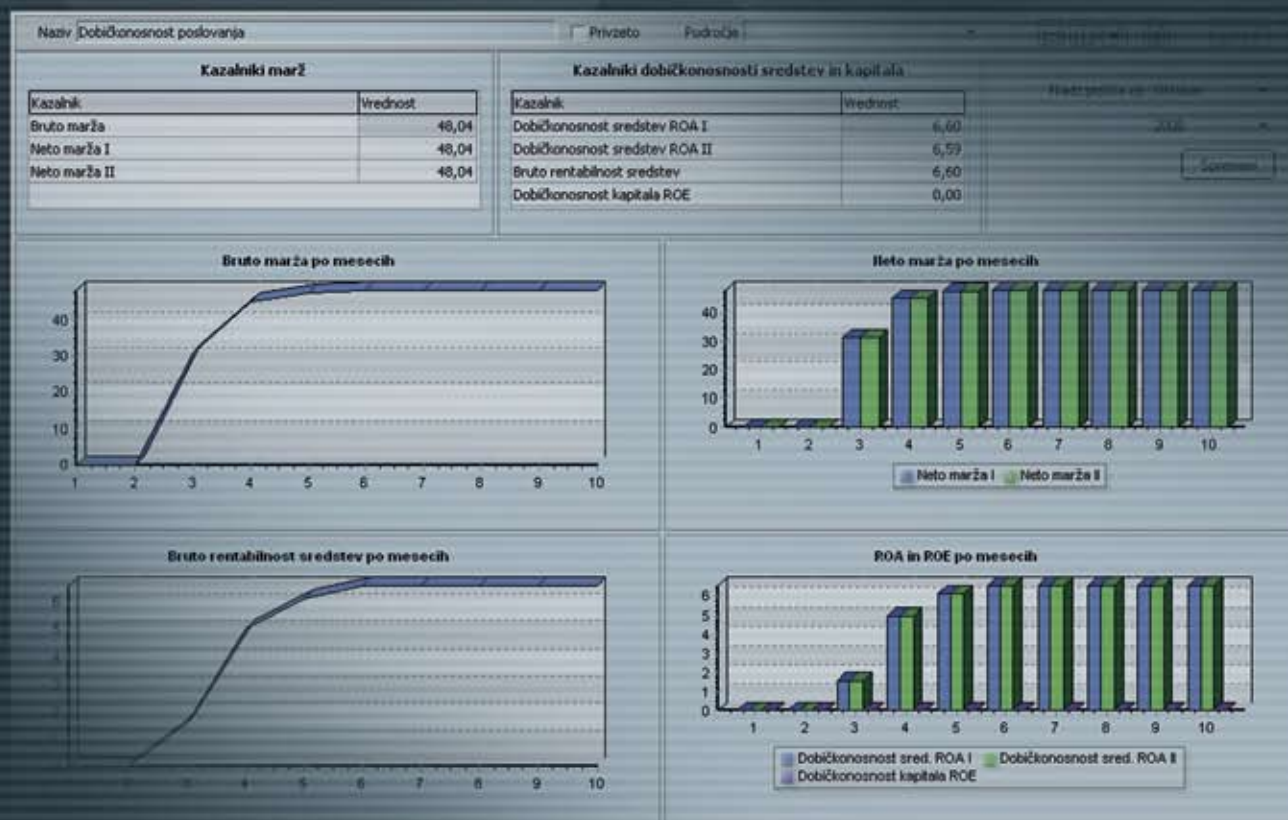 Naziv Dobičkonosnost poslovanja Privzeto Področje
Kazalniki marž
Kazalnik Vrednost
Bruto marža 48,04
Neto marža I 48,04
Neto marža II 48,04
Kazalniki dobičkonosnosti sredstev in kapitala
Kazalnik Vrednost
Dobičkonosnost sredstev ROA I 6,60
Dobičkonosnost sredstev ROA II 6,59
Bruto rentabilnost sredstev 6,60
Dobičkonosnost kapitala ROE 0,00
Bruto marža po mesecih
40
30
20
10
0
1 2 3 4 5 6 7 8 9 10
Neto marža po mesecih
40
30
20
10
0
1 2 3 4 5 6 7 8 9 10
Neto marža I Neto marža II
Bruto rentabilnost sredstev po mesecih
3 4 5 6 7 8 9 10
ROA in ROE po mesecih
6
5
4
3
2
1
0
1 2 3 4 5 6 7 8 9 10
Dobičkonosnost sred. ROA I Dobičkonosnost sred. ROA II
Dobičkonosnost kapitala ROE